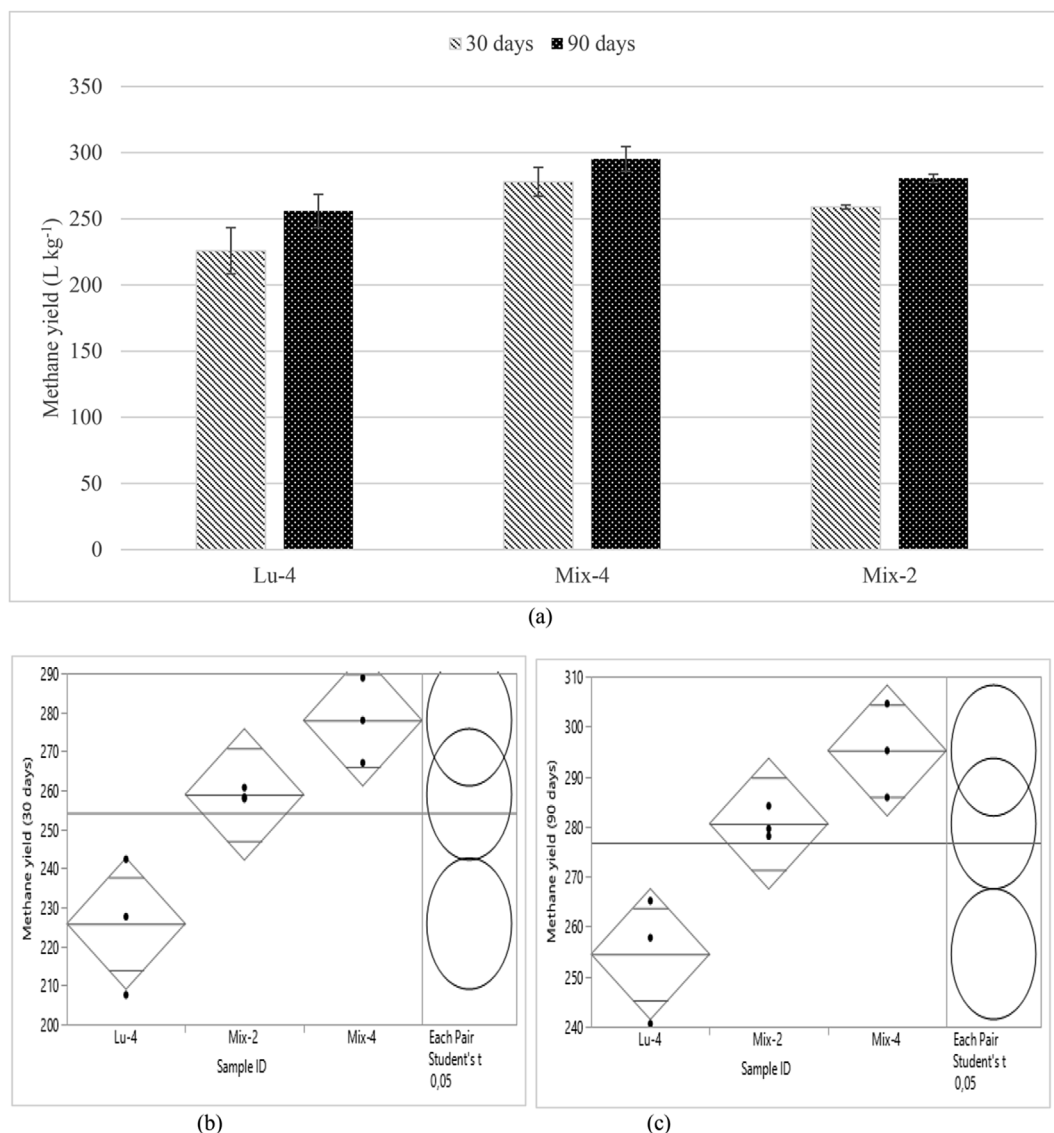 30 days 90 days
350
300
250
200
150
100
50
0
Methane yield (L kg-1)
Lu-4 Mix-4 Mix-2
(a)
290
280
270
260
250
240
230
220
210
200
Methane yield (30 days)
Lu-4 Mix-2 Mix-4 Each Pair
Student's t
0,05
Sample ID
(b)
310
300
290
280
270
260
250
240
Methane yield (90 days)
Lu-4 Mix-2 Mix-4 Each Pair
Student's t
0,05
Sample ID
(c)